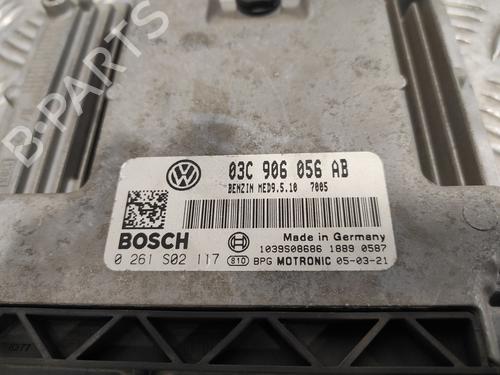 B-PARTS
03C 906 056 AB
BENZIN MED9.5.10 7005
BOSCH
Made in Germany
1039S08686 1889 0587
0 261 S02 117
810 BPG MOTRONIC 05-03-21